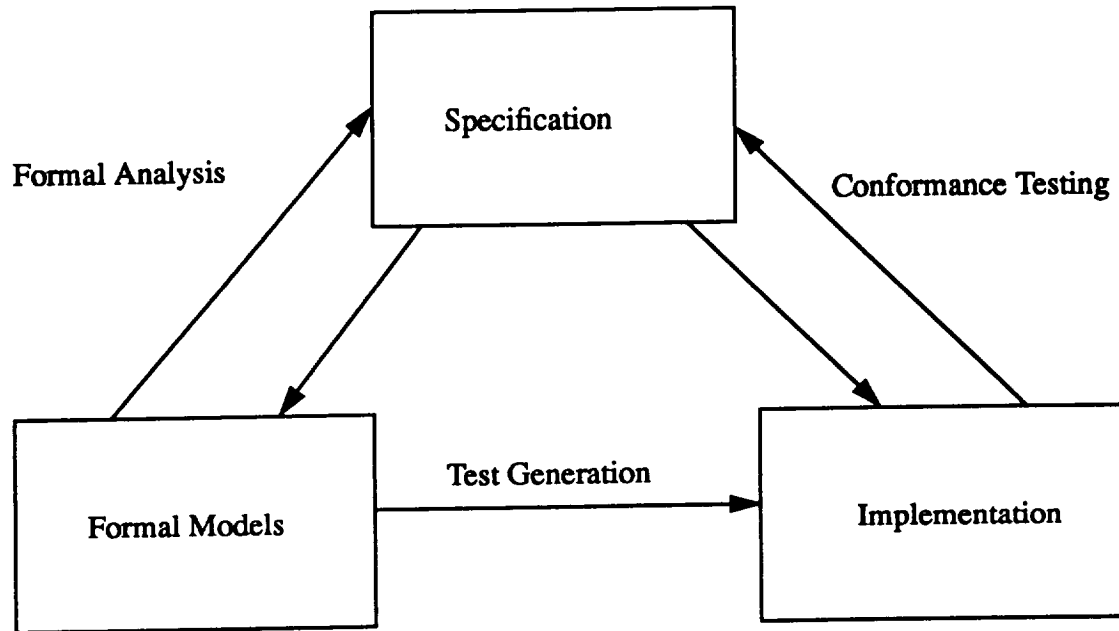 Specification
Formal Analysis
Conformance Testing
Test Generation
Formal Models
Implementation